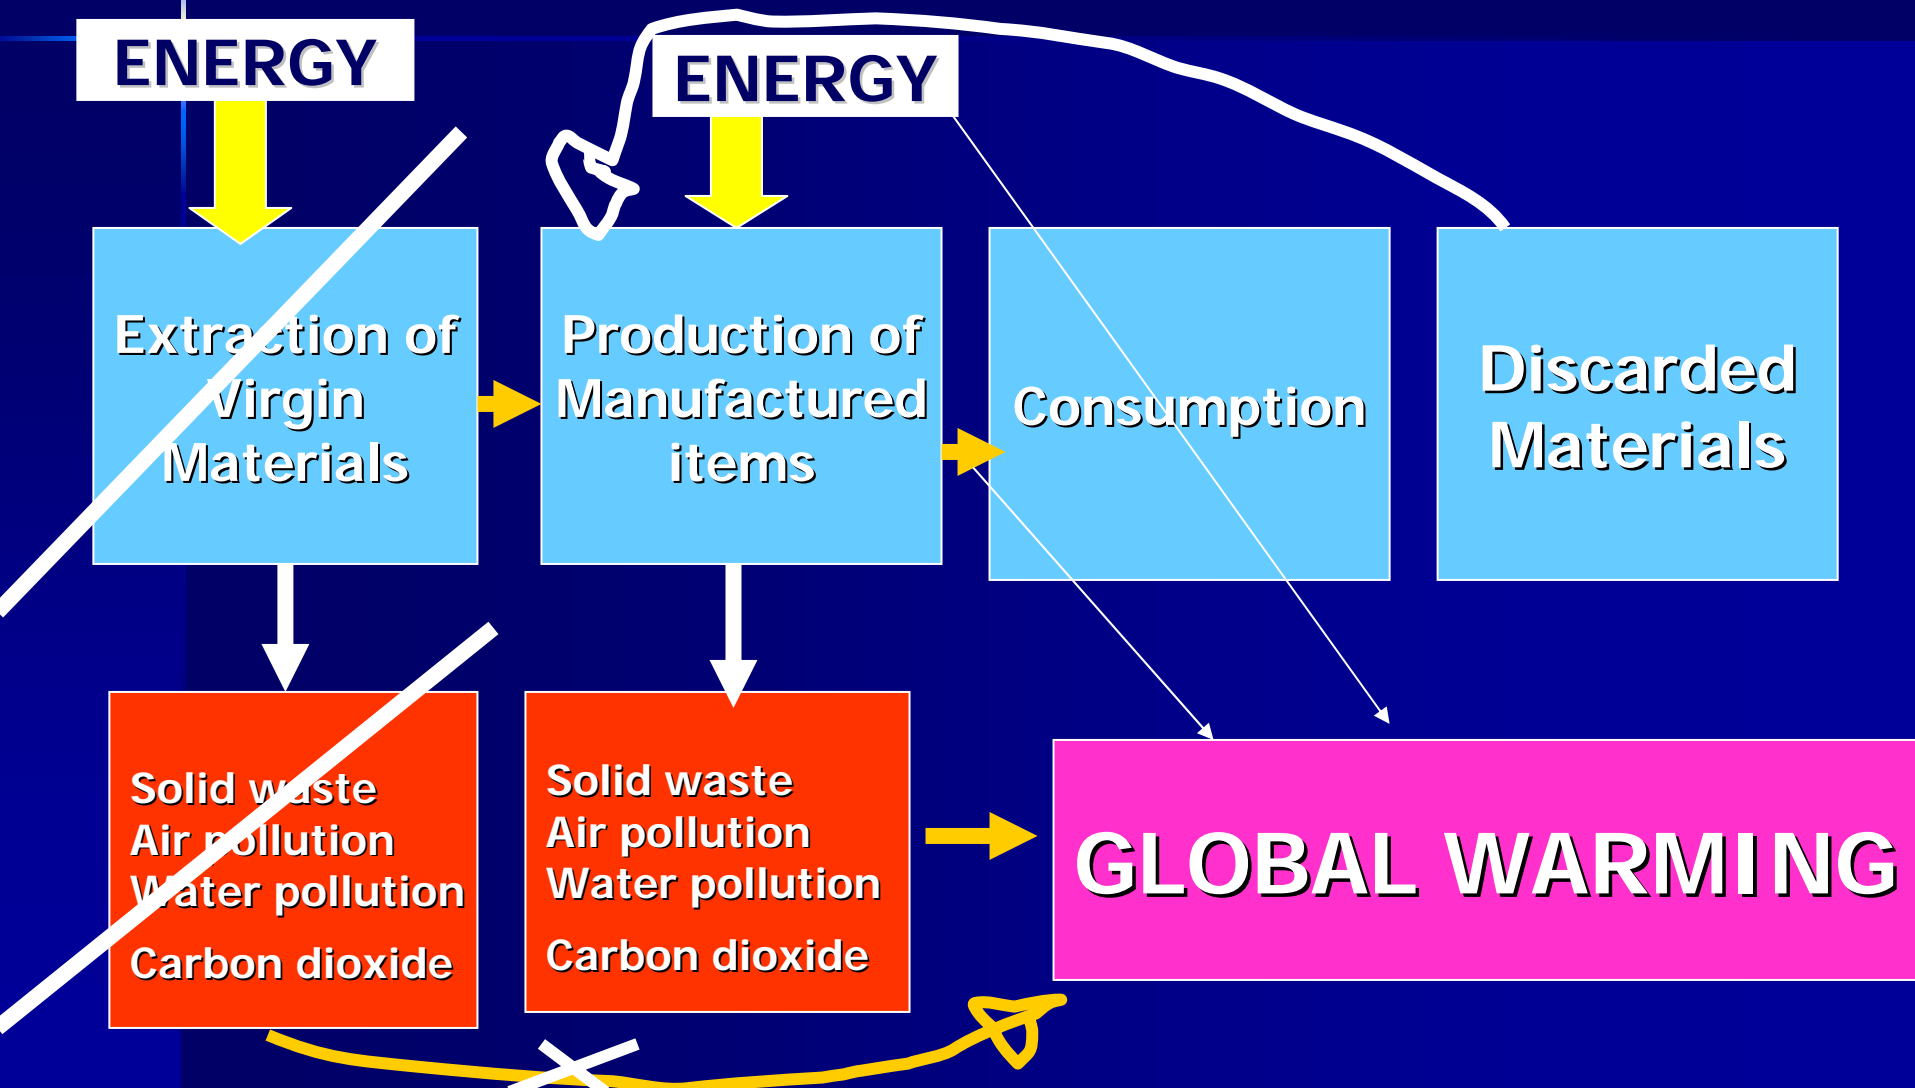 ENERGY
ENERGY
Extraction of
Virgin
Materials
Production of
Manufactured
items
Consumption
Discarded
Materials
Solid waste
Air pollution
Water pollution
Carbon dioxide
Solid waste
Air pollution
Water pollution
Carbon dioxide
GLOBAL WARMING